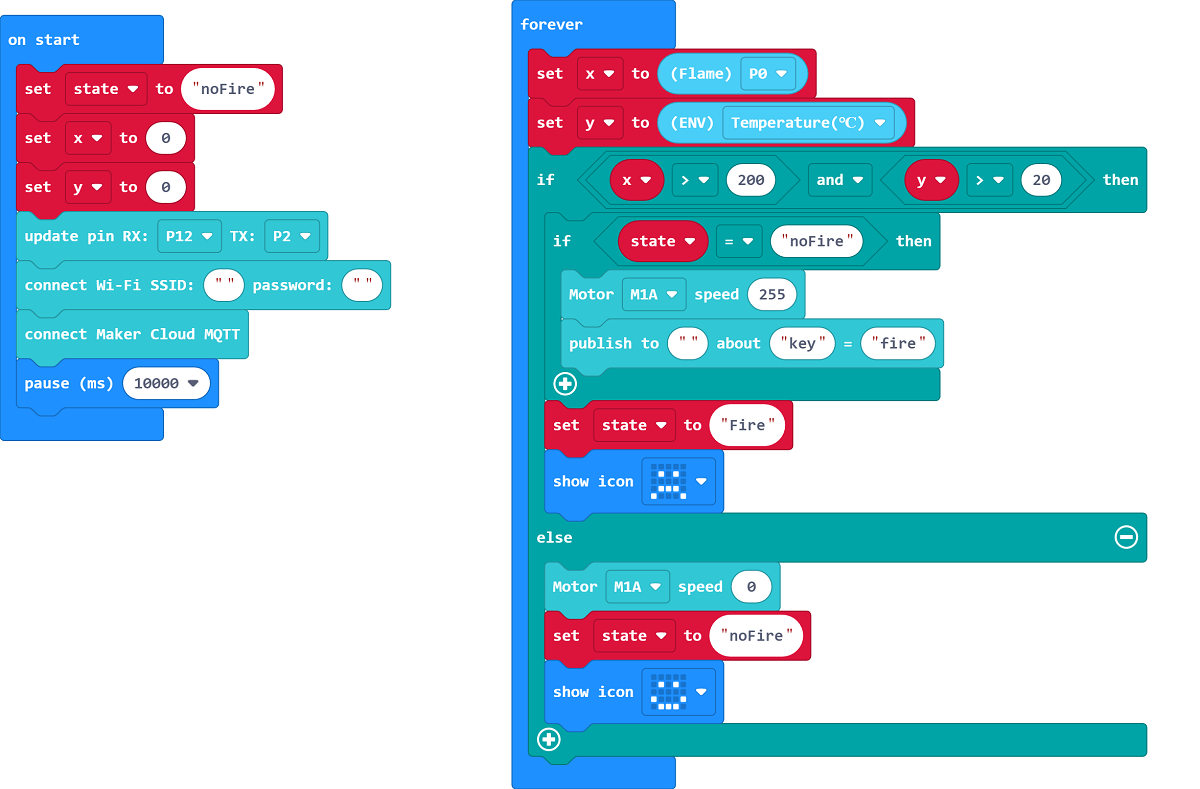 on start
set state to "noFire"
set x to 0
set y to 0
update pin RX: P12 TX: P2
connect Wi-Fi SSID: " " password: " "
connect Maker Cloud MQTT
pause (ms) 10000
forever
set x to (Flame) P0
set y to (ENV) Temperature(℃)
if x > 200 and y > 20 then
if state = "noFire" then
Motor M1A speed 255
publish to " " about "key" = "fire"
set state to "Fire"
show icon
else
Motor M1A speed 0
set state to "noFire"
show icon